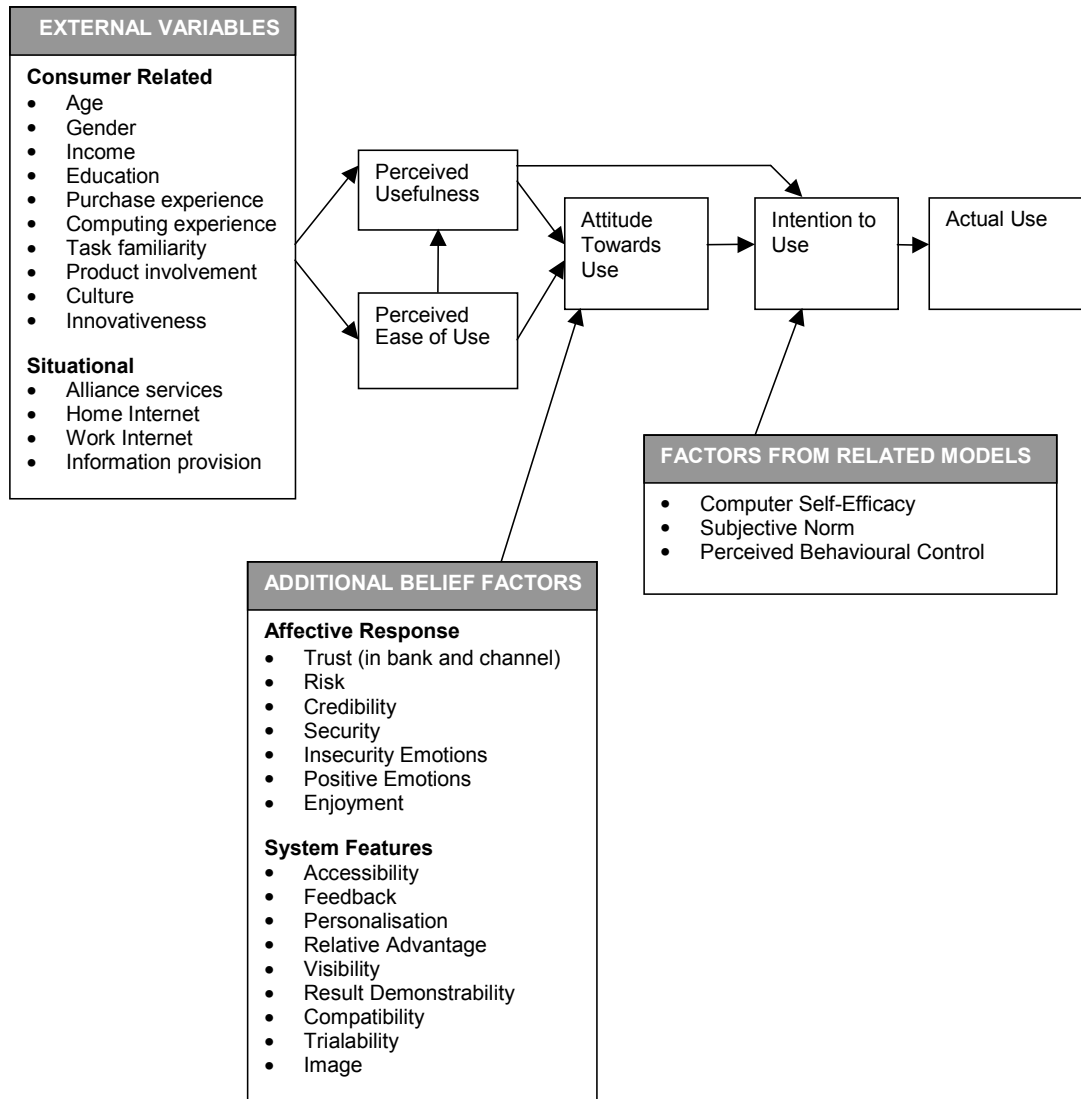 EXTERNAL VARIABLES
Consumer Related
• Age
• Gender
• Income
• Education
• Purchase experience
• Computing experience
• Task familiarity
• Product involvement
• Culture
• Innovativeness
Situational
• Alliance services
• Home Internet
• Work Internet
• Information provision
Perceived
Usefulness
Perceived
Ease of Use
Attitude
Towards
Use
Intention to
Use
Actual Use
FACTORS FROM RELATED MODELS
• Computer Self-Efficacy
• Subjective Norm
• Perceived Behavioural Control
ADDITIONAL BELIEF FACTORS
Affective Response
• Trust (in bank and channel)
• Risk
• Credibility
• Security
• Insecurity Emotions
• Positive Emotions
• Enjoyment
System Features
• Accessibility
• Feedback
• Personalisation
• Relative Advantage
• Visibility
• Result Demonstrability
• Compatibility
• Trialability
• Image